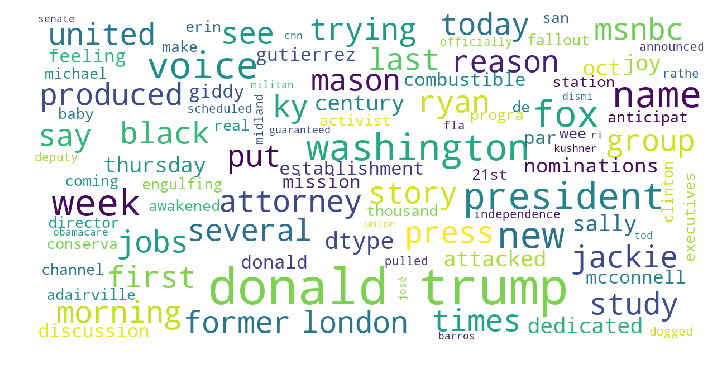 senate
united see trying today san msnbc
erin cnn officially fallout announced
feeling make voice gutierrez last reason oct joy
michael militan mason combustible station rathe
produced giddy ky century ryan de fox dismi name
baby scheduled midland real activist progra anticipat
say black guaranteed washington fla par wee ri group
deputy thursday put establishment 21st nominations kushner
coming engulfing mission story president clinton
week awakened attorney thousand independence sally executives
director obamacare several dtype union press new tod jackie
conserva jobs donald pulled attacked
channel first donald trump josé mcconnell
adairville study
morning former london times dedicated
discussion barros dogged